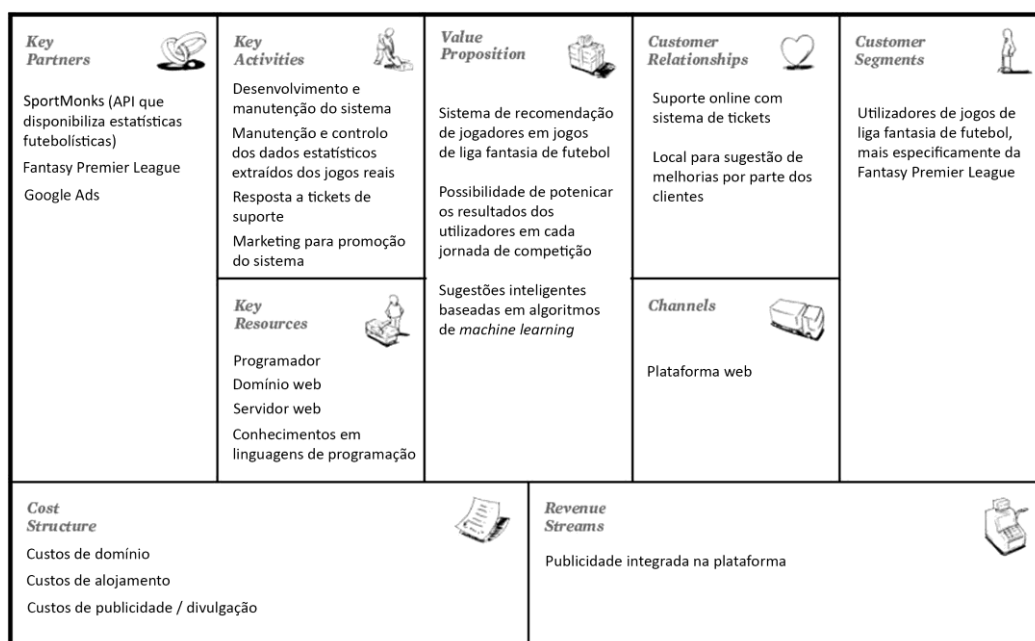 Key
Partners
SportMonks (API que
disponibiliza estatísticas
futebolísticas)
Fantasy Premier League
Google Ads
Key
Activities
Desenvolvimento e
manutenção do sistema
Manutenção e controlo
dos dados estatísticos
extraídos dos jogos reais
Resposta a tickets de
suporte
Marketing para promoção
do sistema
Key
Resources
Programador
Domínio web
Servidor web
Conhecimentos em
linguagens de programação
Value
Proposition
Sistema de recomendação
de jogadores em jogos
de liga fantasia de futebol
Possibilidade de potenicar
os resultados dos
utilizadores em cada
jornada de competição
Sugestões inteligentes
baseadas em algoritmos
de machine learning
Customer
Relationships
Suporte online com
sistema de tickets
Local para sugestão de
melhorias por parte dos
clientes
Channels
Plataforma web
Customer
Segments
Utilizadores de jogos de
liga fantasia de futebol,
mais especificamente da
Fantasy Premier League
Cost
Structure
Custos de domínio
Custos de alojamento
Custos de publicidade / divulgação
Revenue
Streams
Publicidade integrada na plataforma